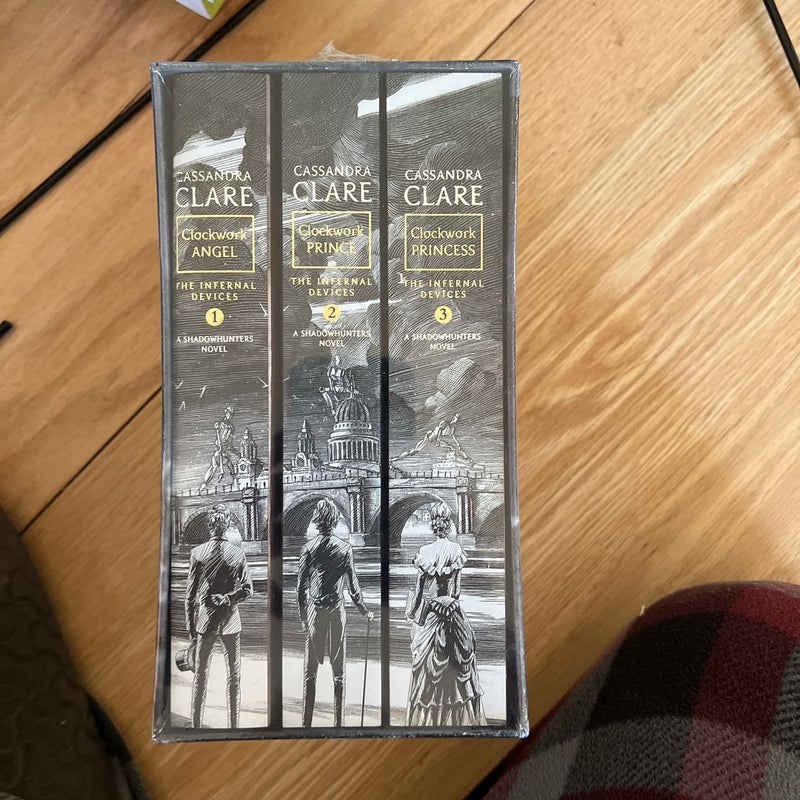 CASSANDRA
CLARE
Clockwork
ANGEL
THE INFERNAL
DEVICES
1
A SHADOWHUNTERS
NOVEL
CASSANDRA
CLARE
Clockwork
PRINCE
THE INFERNAL
DEVICES
2
A SHADOWHUNTERS
NOVEL
CASSANDRA
CLARE
Clockwork
PRINCESS
THE INFERNAL
DEVICES
3
A SHADOWHUNTERS
NOVEL